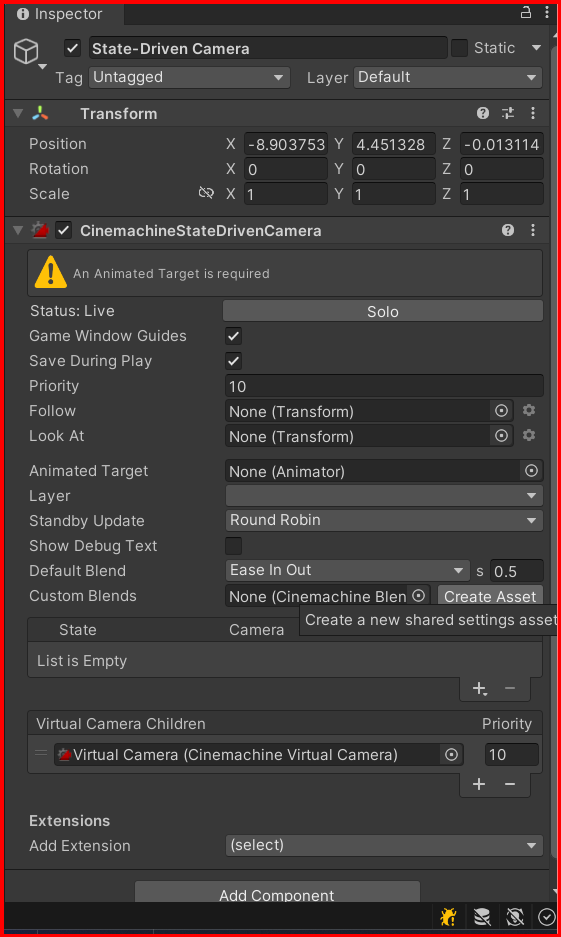 Inspector
State-Driven Camera Static
Tag Untagged Layer Default
Transform
Position X -8.903753 Y 4.451328 Z -0.013114
Rotation X 0 Y 0 Z 0
Scale X 1 Y 1 Z 1
CinemachineStateDrivenCamera
An Animated Target is required
Status: Live Solo
Game Window Guides
Save During Play
Priority 10
Follow None (Transform)
Look At None (Transform)
Animated Target None (Animator)
Layer
Standby Update Round Robin
Show Debug Text
Default Blend Ease In Out s 0.5
Custom Blends None (Cinemachine Blen Create Asset
Create a new shared settings asset
State Camera
List is Empty
Virtual Camera Children Priority
Virtual Camera (Cinemachine Virtual Camera) 10
Extensions
Add Extension (select)
Add Component